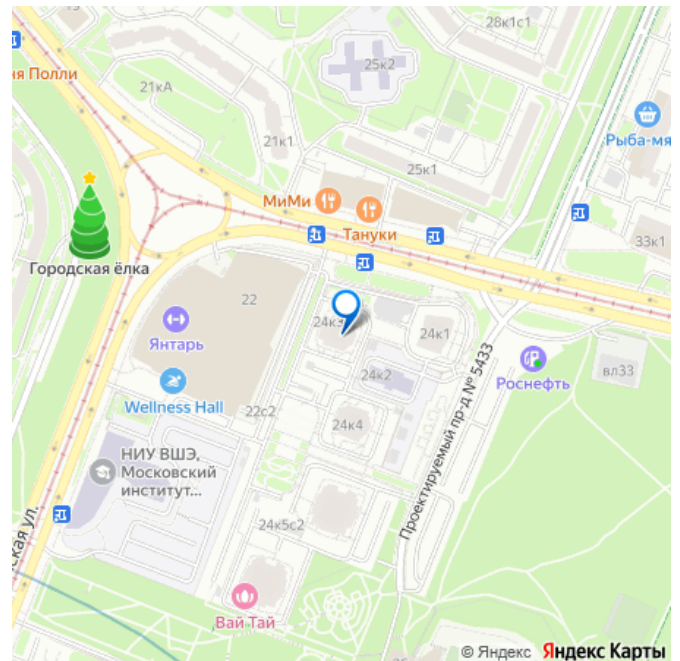 28к1с1
ня Полли
25к2
21кА
Рыба-мя
21к1
25к1
МиМи
Тануки
33к1
Городская ёлка
22
24к3
24к1
Янтарь
24к2
Роснефть
вл33
Wellness Hall
22с2
24к4
Проектируемый пр-д № 5433
НИУ ВШЭ,
Московский
институт...
ская ул.
24к5с2
Вай Тай
© Яндекс Яндекс Карты